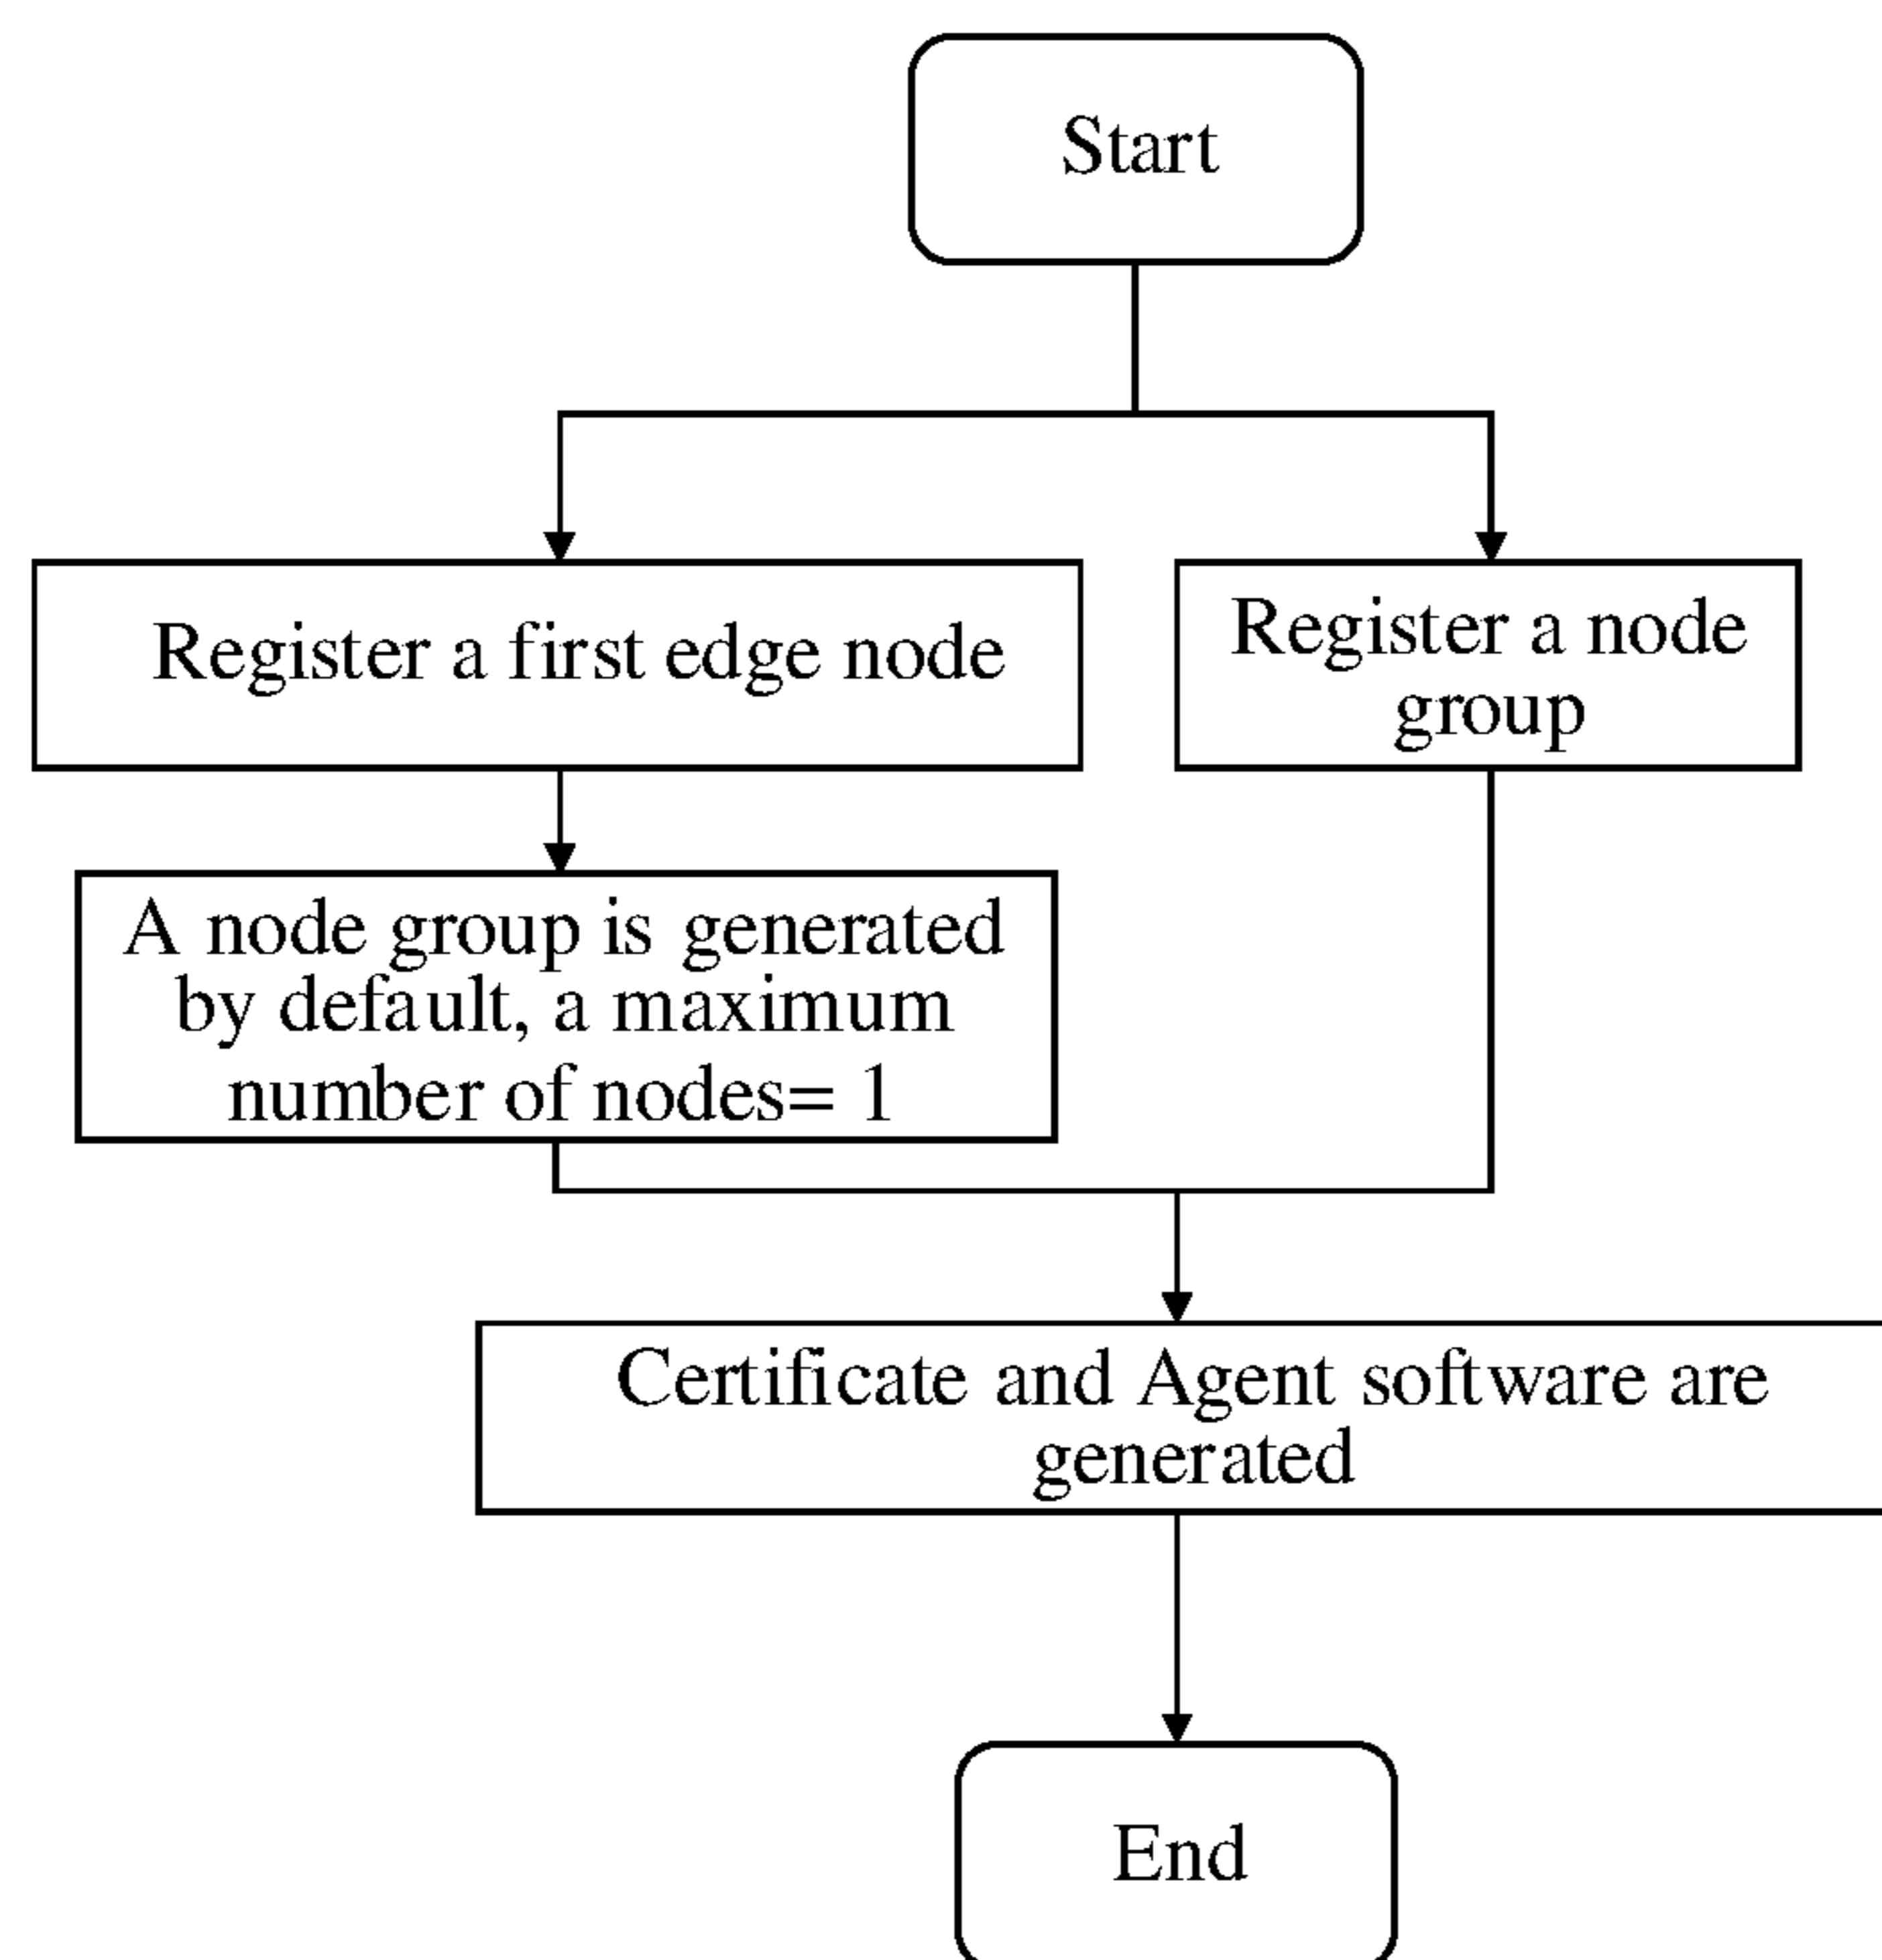 Start
Register a first edge node
Register a node
group
A node group is generated
by default, a maximum
number of nodes= 1
Certificate and Agent software are
generated
End